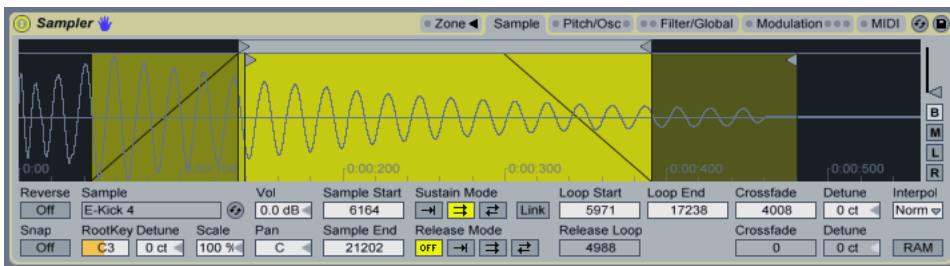 Sampler Zone Sample Pitch/Osc Filter/Global Modulation MIDI
B
M
L
R
0:00 0:00:100 0:00:200 0:00:300 0:00:400 0:00:500
Reverse Sample Vol Sample Start Sustain Mode Loop Start Loop End Crossfade Detune Interpol
Off E-Kick 4 0.0 dB 6164 Link 5971 17238 4008 0 ct Norm
Snap RootKey Detune Scale Pan Sample End Release Mode Release Loop Crossfade Detune
Off C3 0 ct 100 % C 21202 OFF 4988 0 0 ct RAM